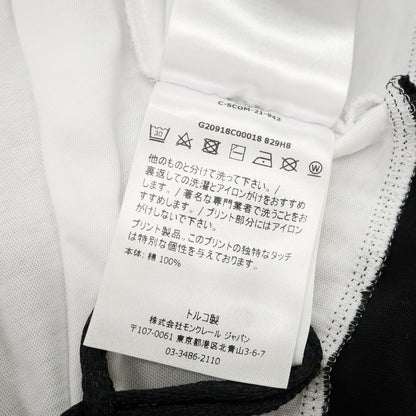 C-SCOM-21-942
G20918C00018 829H8
30
W
他のものと分けて洗って下さい。/
裏返しての洗濯とアイロンがけをおすすめ
します。/著名な専門業者で洗うことをお
すすめします。/ プリント部分にはアイロン
がけしないで下さい。
プリント製品。このプリントの独特なタッチ
は特別な個性を与えております。
本体: 棉 100%
トルコ製
株式会社モンクレール ジャパン
〒107-0061 東京都港区北青山3-6-7
03-3486-2110